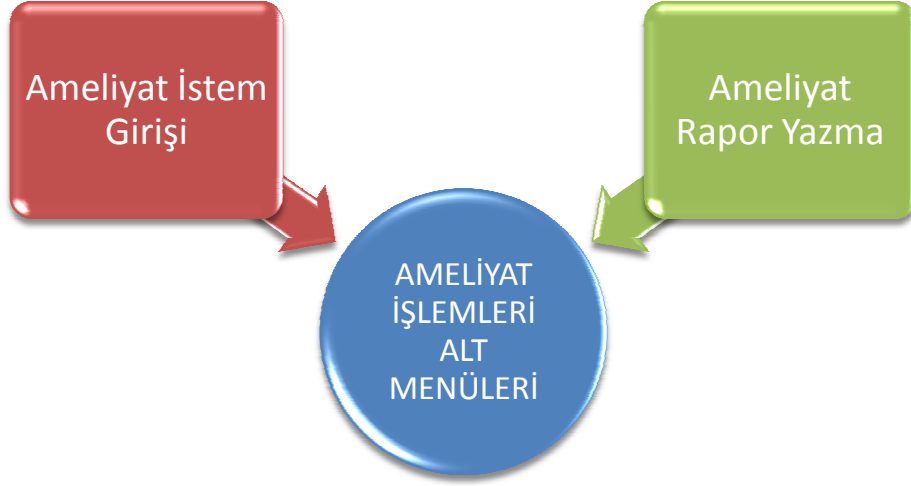 Ameliyat İstem
Girişi
Ameliyat
Rapor Yazma
AMELİYAT
İŞLEMLERİ
ALT
MENÜLERİ